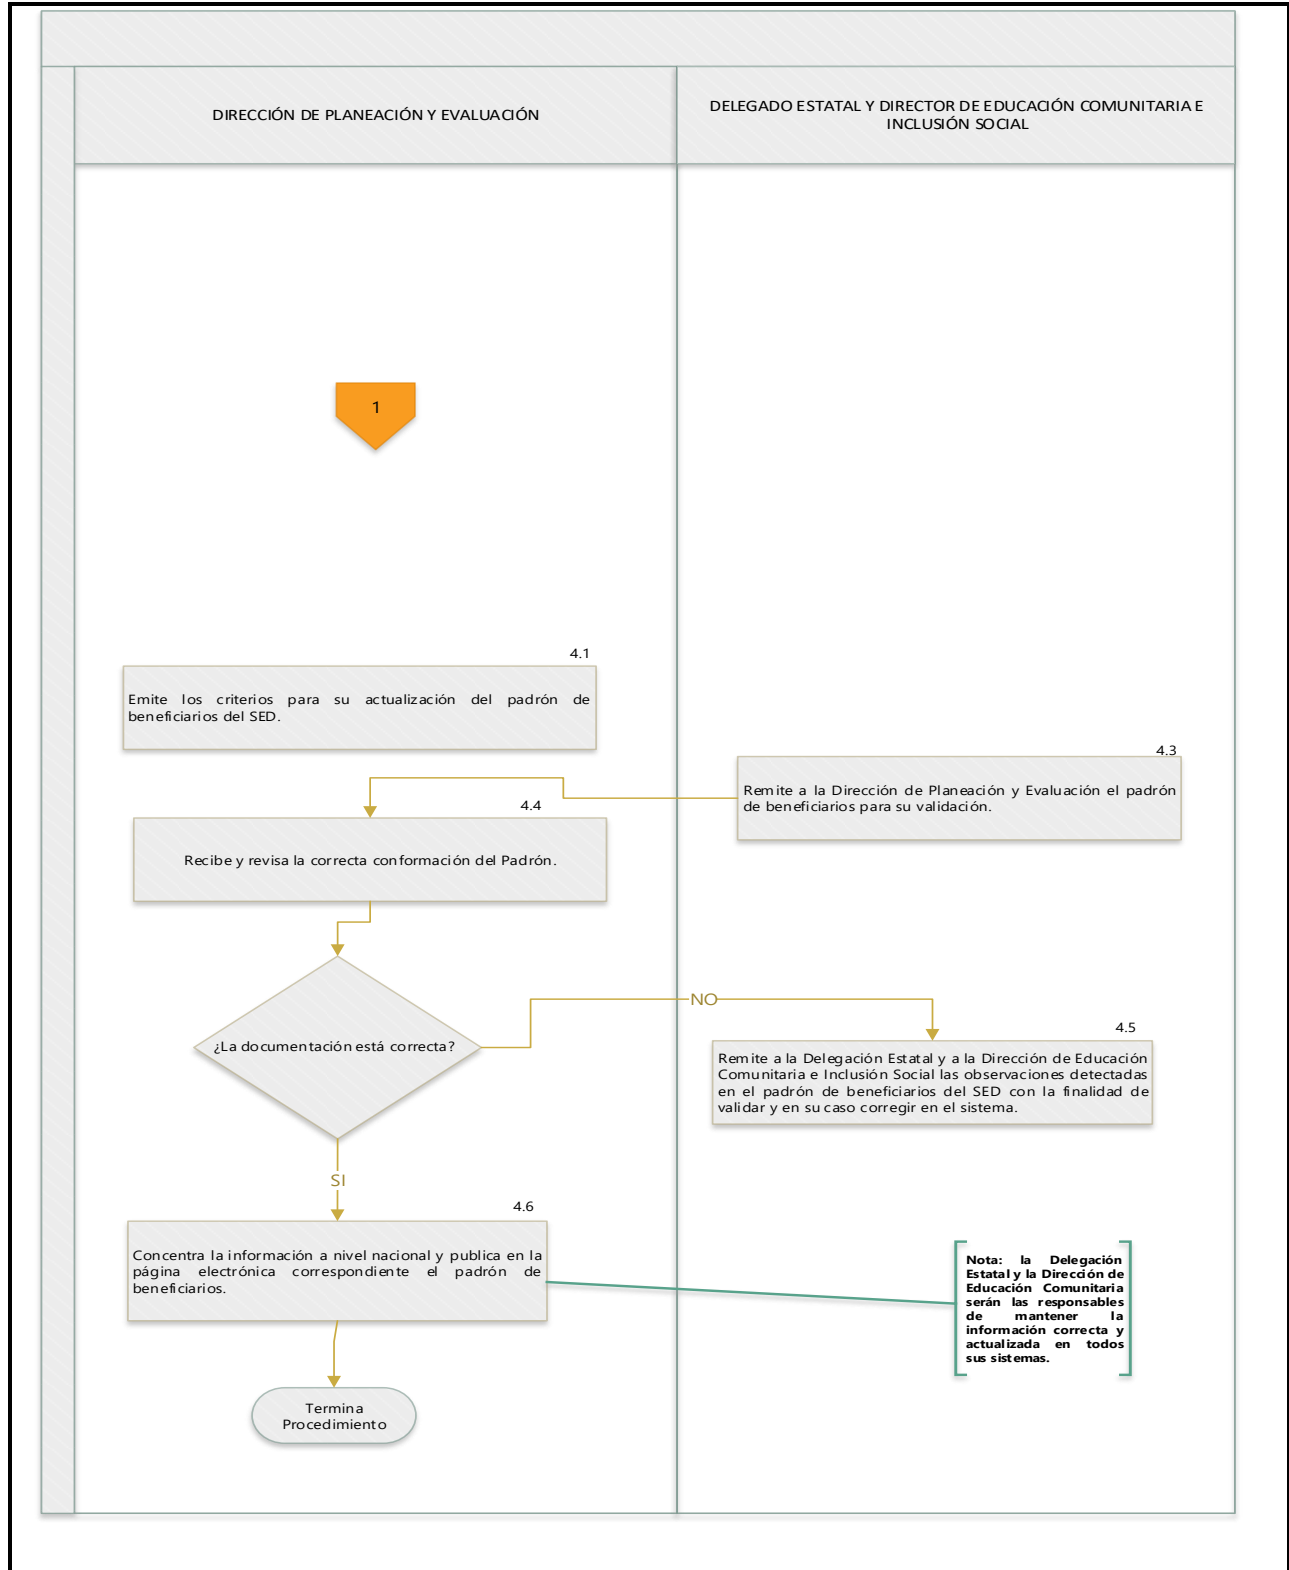 DIRECCIÓN DE PLANEACIÓN Y EVALUACIÓN
DELEGADO ESTATAL Y DIRECTOR DE EDUCACIÓN COMUNITARIA E
INCLUSIÓN SOCIAL
1
4.1
Emite los criterios para su actualización del padrón de
beneficiarios del SED.
4.3
Remite a la Dirección de Planeación y Evaluación el padrón
de beneficiarios para su validación.
4.4
Recibe y revisa la correcta conformación del Padrón.
¿La documentación está correcta?
NO
4.5
Remite a la Delegación Estatal y a la Dirección de Educación
Comunitaria e Inclusión Social las observaciones detectadas
en el padrón de beneficiarios del SED con la finalidad de
validar y en su caso corregir en el sistema.
SI
4.6
Concentra la información a nivel nacional y publica en la
página electrónica correspondiente el padrón de
beneficiarios.
Nota: la Delegación
Estatal y la Dirección de
Educación Comunitaria
serán las responsables
de mantener la
información correcta y
actualizada en todos
sus sistemas.
Termina
Procedimiento